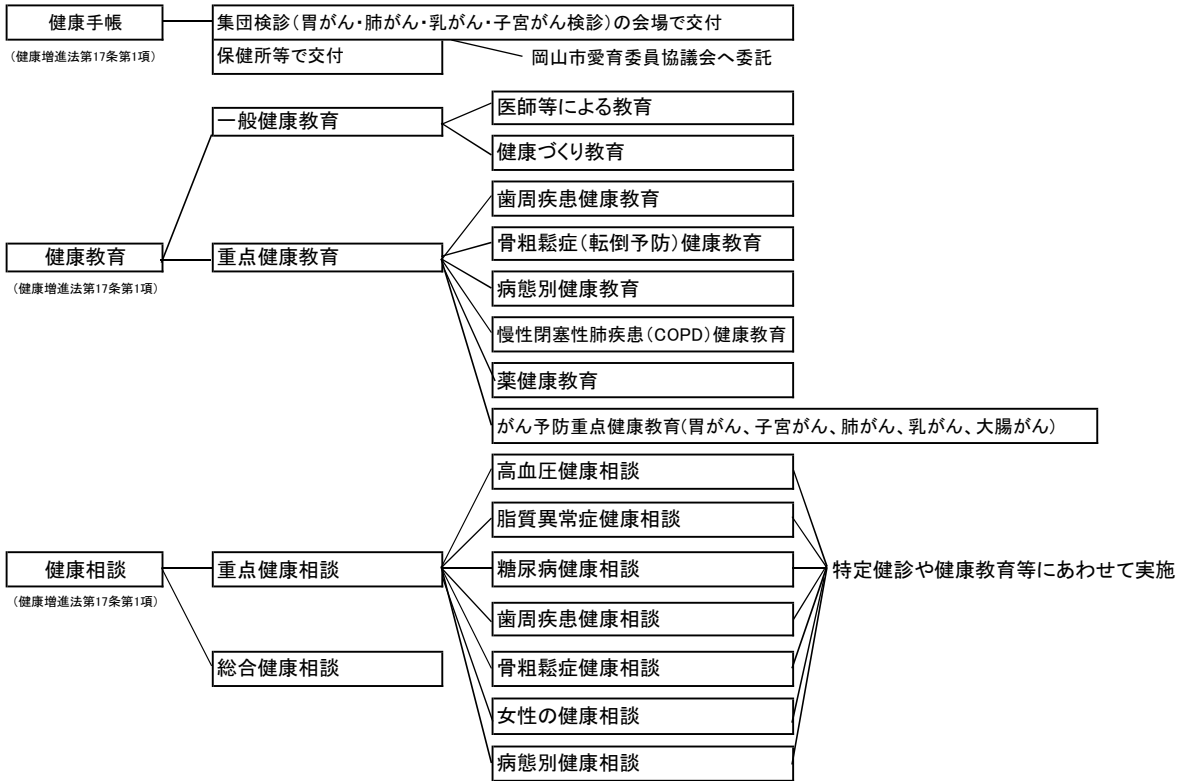 健康手帳
集団検診（胃がん・肺がん・乳がん・子宮がん検診）の会場で交付
（健康増進法第17条第1項）
保健所等で交付
岡山市愛育委員協議会へ委託
医師等による教育
一般健康教育
健康づくり教育
歯周疾患健康教育
健康教育
重点健康教育
骨粗鬆症（転倒予防）健康教育
（健康増進法第17条第1項）
病態別健康教育
慢性閉塞性肺疾患（COPD）健康教育
薬健康教育
がん予防重点健康教育(胃がん、子宮がん、肺がん、乳がん、大腸がん)
高血圧健康相談
脂質異常症健康相談
健康相談
重点健康相談
糖尿病健康相談
特定健診や健康教育等にあわせて実施
（健康増進法第17条第1項）
歯周疾患健康相談
総合健康相談
骨粗鬆症健康相談
女性の健康相談
病態別健康相談